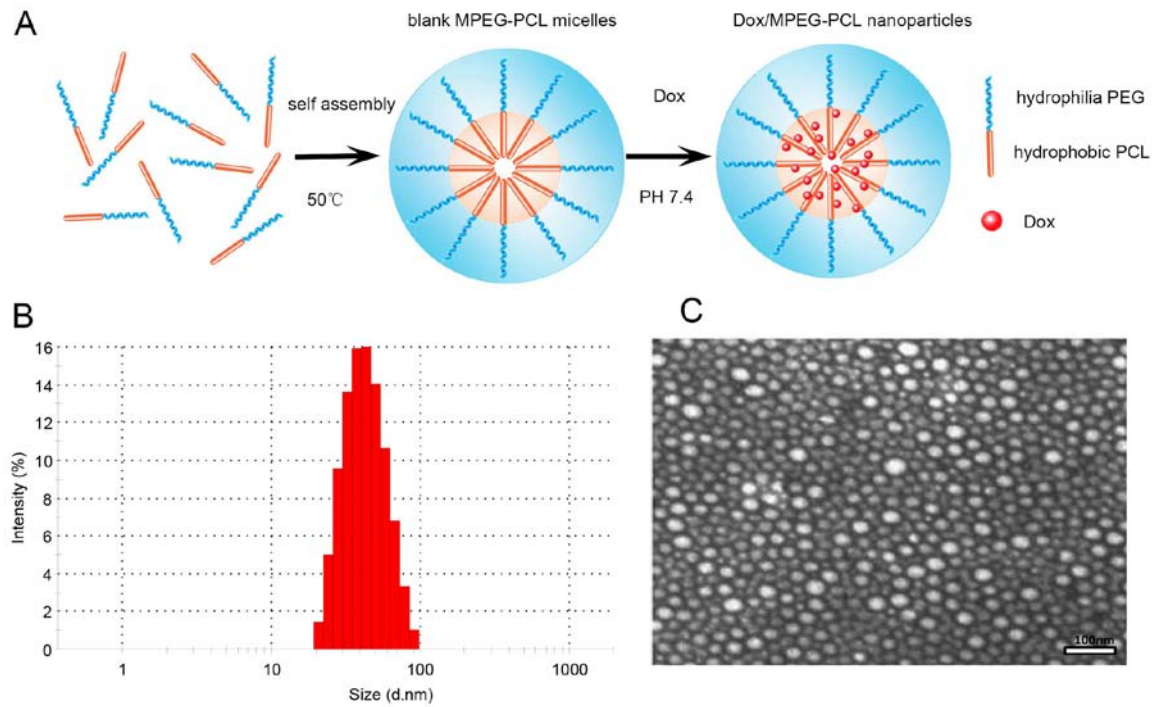 A
blank MPEG-PCL micelles
Dox/MPEG-PCL nanoparticles
self assembly
50℃
Dox
PH 7.4
hydrophilia PEG
hydrophobic PCL
Dox
B
16
14
12
10
8
6
4
2
0
Intensity (%)
1
10
100
1000
Size (d.nm)
C
100nm